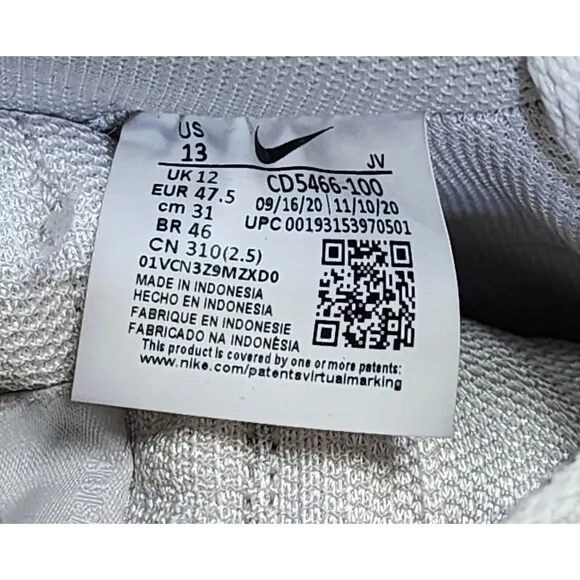 US
13
JV
UK 12
CD5466-100
EUR 47.5
09/16/20 | 11/10/20
cm 31
UPC 00193153970501
BR 46
CN 310(2.5)
01VCN3Z9MZXD0
MADE IN INDONESIA
HECHO EN INDONESIA
FABRIQUE EN INDONESIE
FABRICADO NA INDONÉSIA
This product is covered by one or more patents:
www.nike.com/patentsvirtualmarking